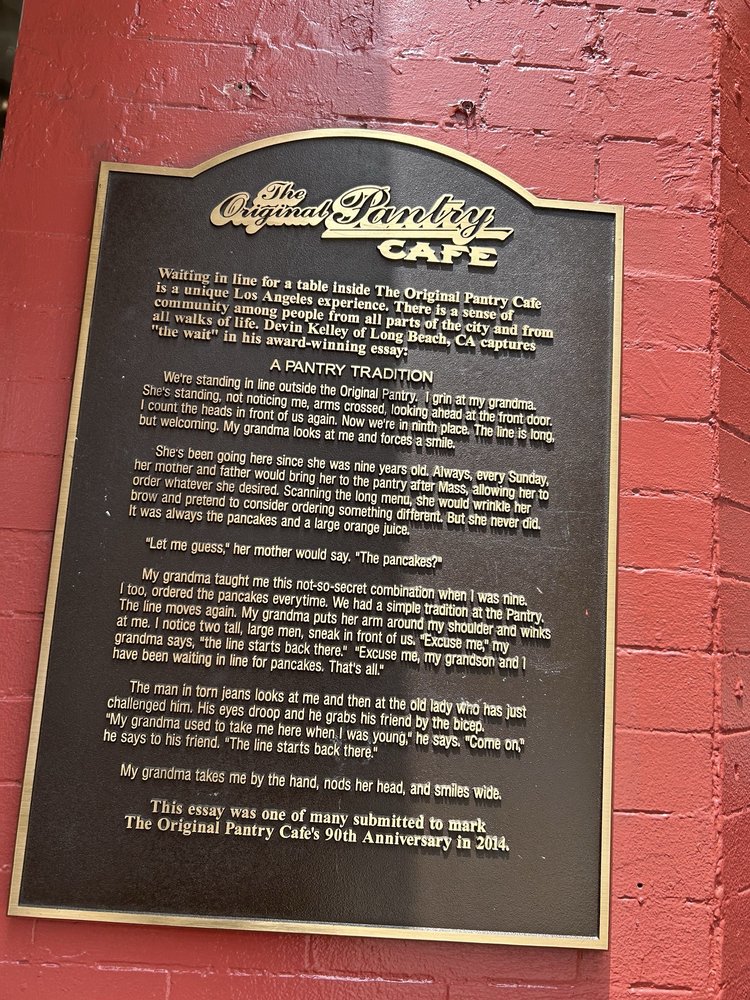 The
Original Pantry
CAFE
Waiting in line for a table inside The Original Pantry Cafe
is a unique Los Angeles experience. There is a sense of
community among people from all parts of the city and from
all walks of life. Devin Kelley of Long Beach, CA captures
"the wait" in his award-winning essay:
A PANTRY TRADITION
We're standing in line outside the Original Pantry. I grin at my grandma.
She's standing, not noticing me, arms crossed, looking ahead at the front door.
I count the heads in front of us again. Now we're in ninth place. The line is long,
but welcoming. My grandma looks at me and forces a smile.
She's been going here since she was nine years old. Always, every Sunday,
her mother and father would bring her to the pantry after Mass, allowing her to
order whatever she desired. Scanning the long menu, she would wrinkle her
brow and pretend to consider ordering something different. But she never did.
It was always the pancakes and a large orange juice.
"Let me guess," her mother would say. "The pancakes?"
My grandma taught me this not-so-secret combination when I was nine.
I too, ordered the pancakes everytime. We had a simple tradition at the Pantry.
The line moves again. My grandma puts her arm around my shoulder and winks
at me. I notice two tall, large men, sneak in front of us. "Excuse me," my
grandma says, "the line starts back there." "Excuse me, my grandson and I
have been waiting in line for pancakes. That's all."
The man in torn jeans looks at me and then at the old lady who has just
challenged him. His eyes droop and he grabs his friend by the bicep.
"My grandma used to take me here when I was young," he says. "Come on,"
he says to his friend. "The line starts back there."
My grandma takes me by the hand, nods her head, and smiles wide.
This essay was one of many submitted to mark
The Original Pantry Cafe's 90th Anniversary in 2014.